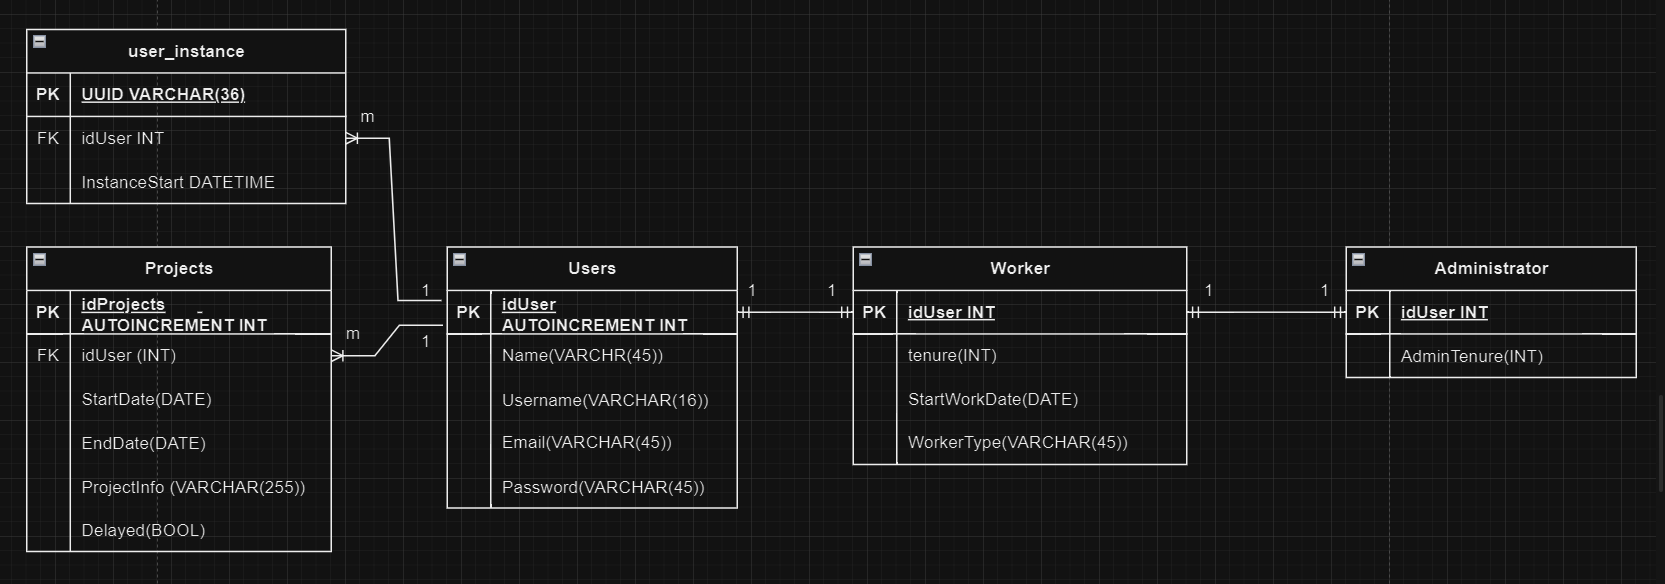 user_instance
PK UUID VARCHAR(36)
m
FK idUser INT
InstanceStart DATETIME
Projects
PK idProjects _
AUTOINCREMENT INT
m
FK idUser (INT)
StartDate(DATE)
EndDate(DATE)
ProjectInfo (VARCHAR(255))
Delayed(BOOL)
1
1
Users
PK idUser
AUTOINCREMENT INT
Name(VARCHR(45))
Username(VARCHAR(16))
Email(VARCHAR(45))
Password(VARCHAR(45))
1 1
Worker
PK idUser INT
tenure(INT)
StartWorkDate(DATE)
WorkerType(VARCHAR(45))
1 1
Administrator
PK idUser INT
AdminTenure(INT)